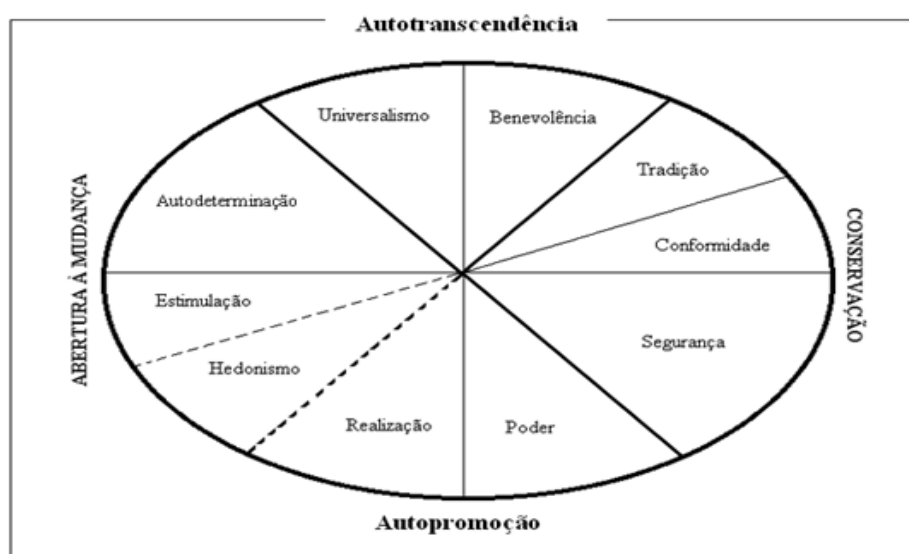 Autotranscendência
Universalismo
Benevolência
Tradição
Autodeterminação
Conformidade
ABERTURA À MUDANÇA
CONSERVAÇÃO
Estimulação
Segurança
Hedonismo
Realização
Poder
Autopromoção